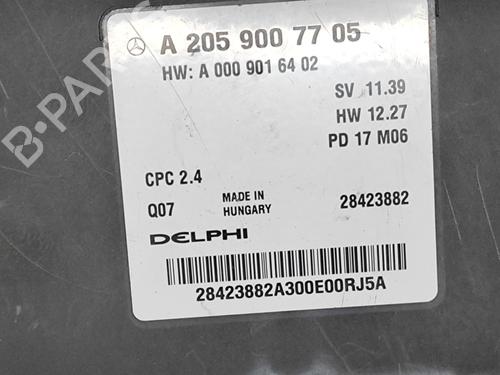 A 205 900 77 05
HW: A 000 901 64 02
SV 11.39
HW 12.27
PD 17 M06
CPC 2.4
Q07
MADE IN
HUNGARY
28423882
DELPHI
28423882A300E00RJ5A
B-PARTS